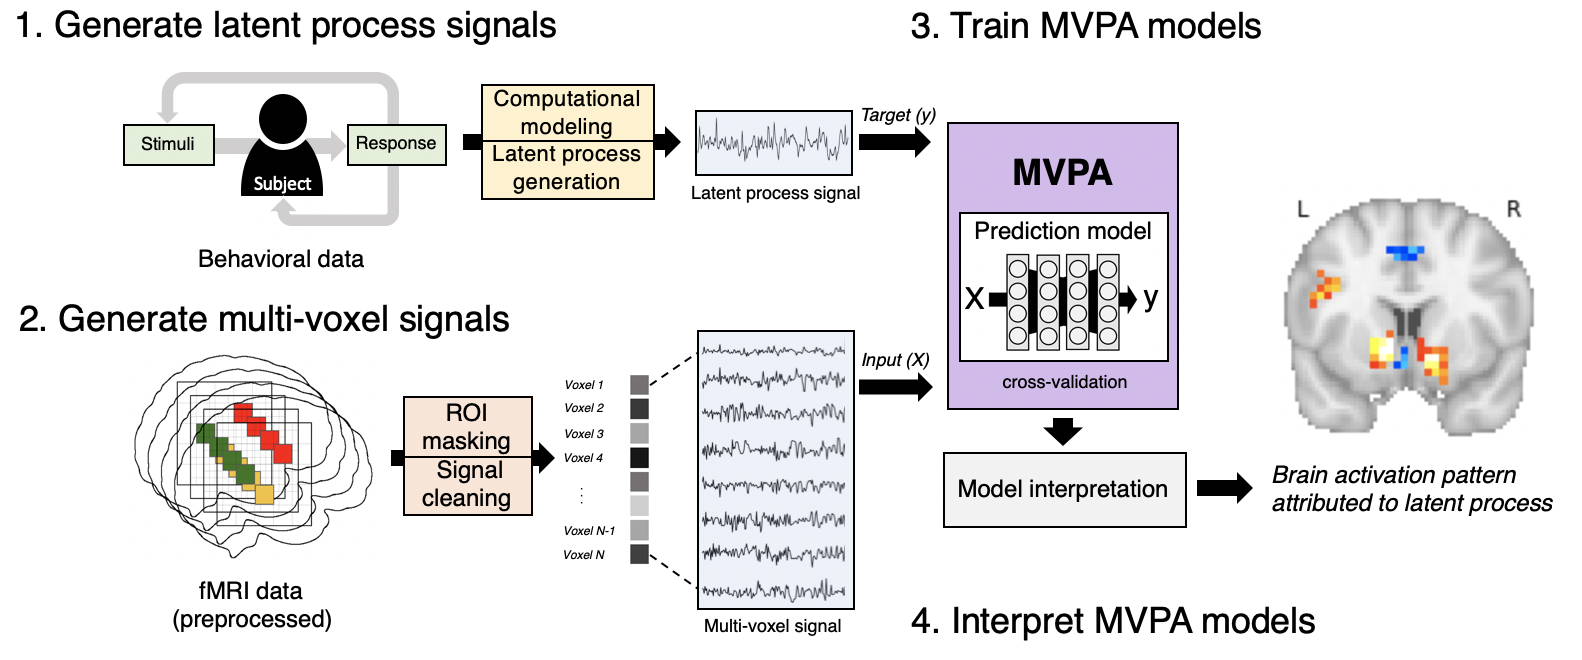 1. Generate latent process signals
Stimuli
Subject
Response
Behavioral data
Computational
modeling
Latent process
generation
Latent process signal
Target (y)
2. Generate multi-voxel signals
fMRI data
(preprocessed)
ROI
masking
Signal
cleaning
Voxel 1
Voxel 2
Voxel 3
Voxel 4
⋮
Voxel N-1
Voxel N
Multi-voxel signal
Input (X)
3. Train MVPA models
MVPA
Prediction model
X
y
cross-validation
Model interpretation
L
R
Brain activation pattern
attributed to latent process
4. Interpret MVPA models